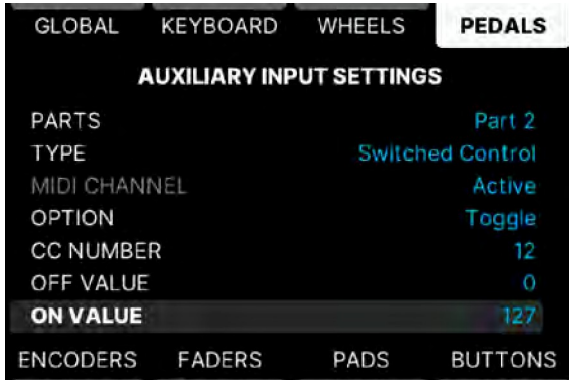 GLOBAL KEYBOARD WHEELS PEDALS
AUXILIARY INPUT SETTINGS
PARTS Part 2
TYPE Switched Control
MIDI CHANNEL Active
OPTION Toggle
CC NUMBER 12
OFF VALUE 0
ON VALUE 127
ENCODERS FADERS PADS BUTTONS